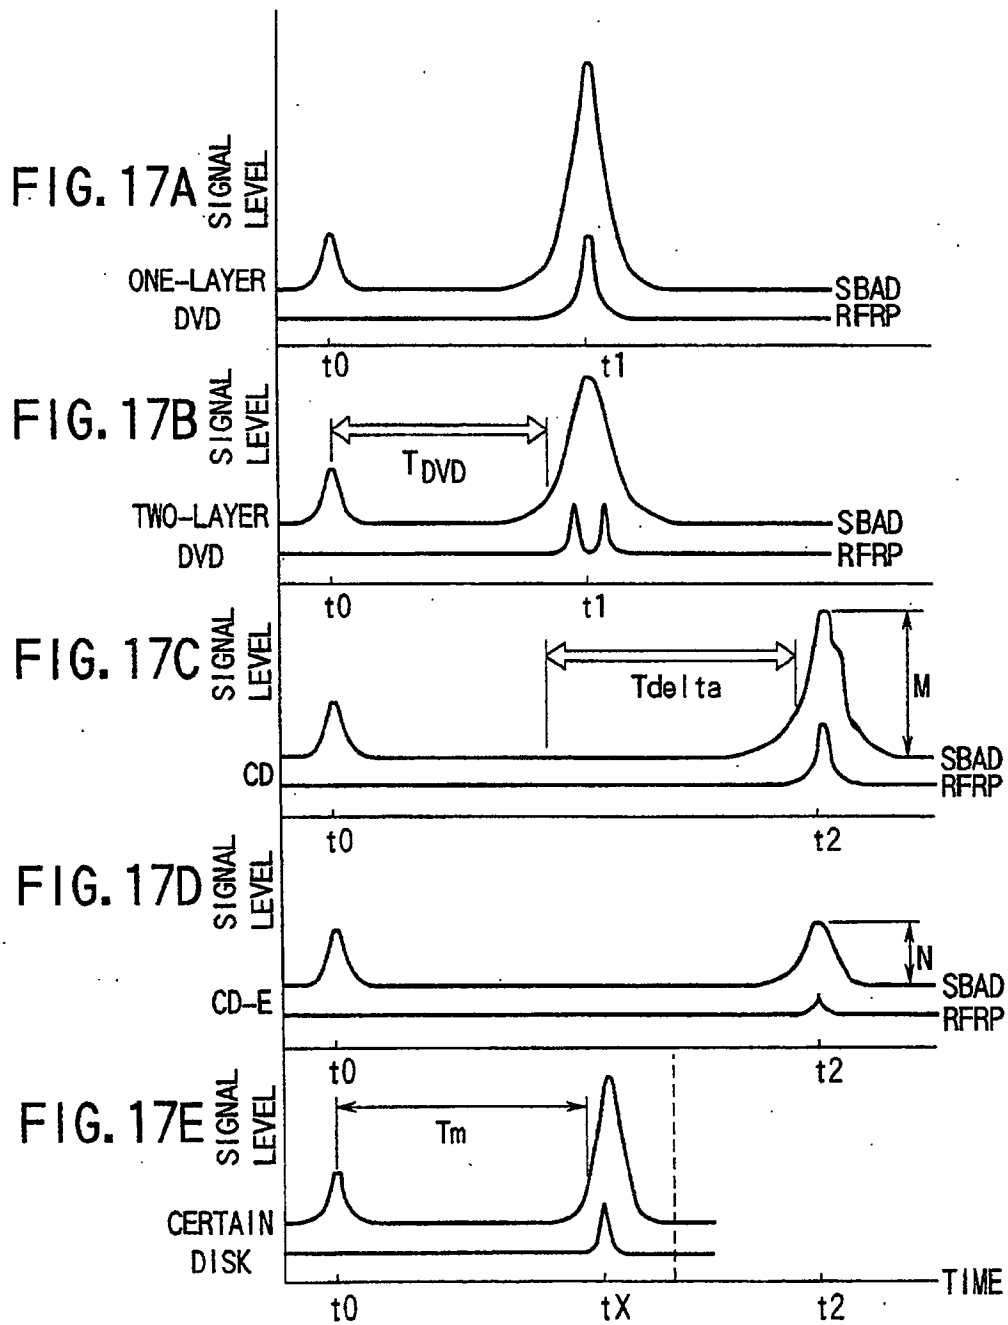 FIG. 17A
SIGNAL
LEVEL
ONE-LAYER
DVD
SBAD
RFRP
t0
t1
FIG. 17B
SIGNAL
LEVEL
TDVD
TWO-LAYER
DVD
SBAD
RFRP
t0
t1
FIG. 17C
SIGNAL
LEVEL
Tdelta
M
CD
SBAD
RFRP
t0
t2
FIG. 17D
SIGNAL
LEVEL
N
CD-E
SBAD
RFRP
t0
t2
FIG. 17E
SIGNAL
LEVEL
Tm
CERTAIN
DISK
TIME
t0
tX
t2